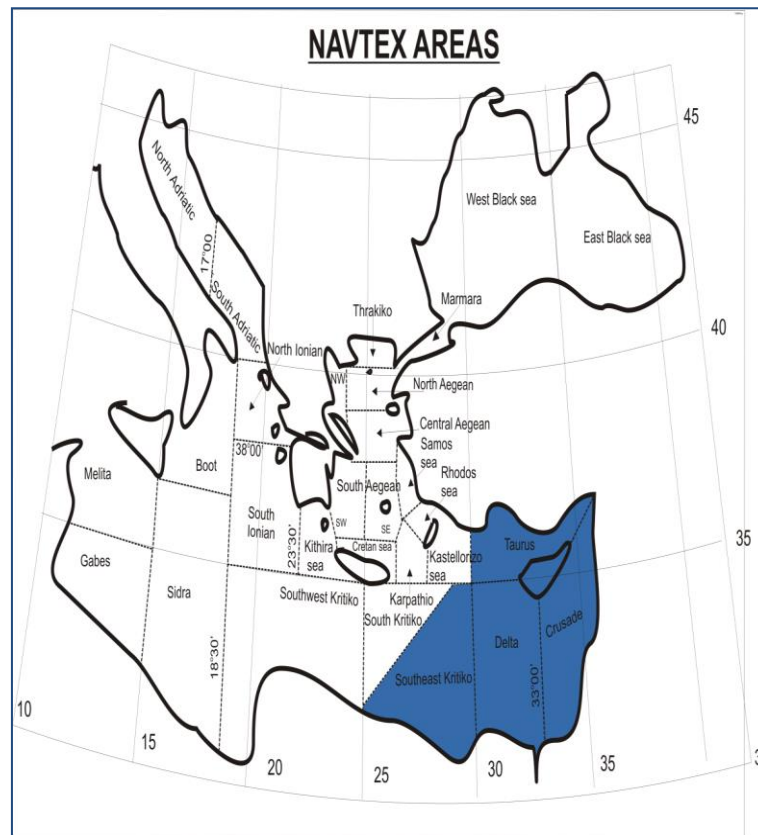 NAVTEX AREAS
45
North Adriatic
West Black sea
East Black sea
17°00
South Adriatic
Thrakiko
Marmara
40
North Ionian
NW
North Aegean
Central Aegean
38°00'
Samos
sea
Melita
Boot
Rhodos
sea
South Aegean
South
Ionian
SW
SE
35
Taurus
Gabes
23°30'
Kithira
sea
Cretan sea
Kastellorizo
sea
Sidra
Southwest Kritiko
Karpathio
South Kritiko
Delta
Crusade
18°30'
Southeast Kritiko
33°00'
10
15
20
25
30
35
3